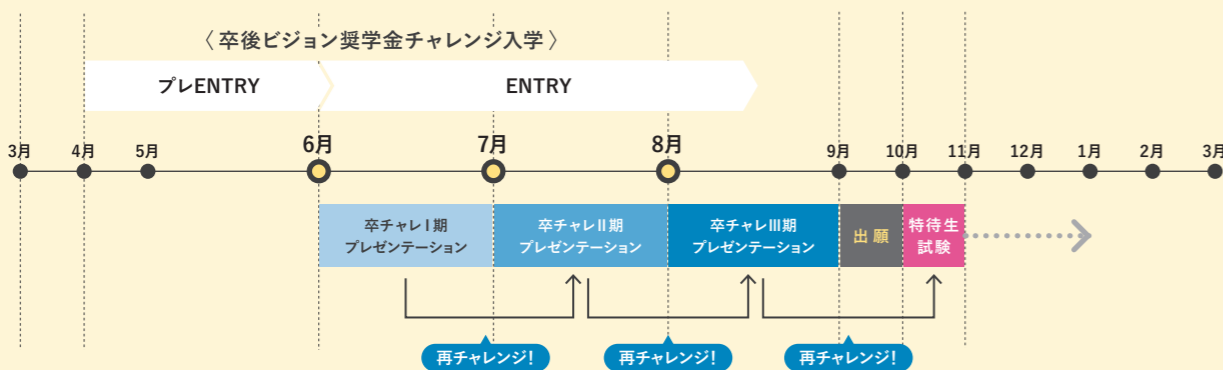 〈 卒後ビジョン奨学金チャレンジ入学 〉
プレENTRY
ENTRY
3月 4月 5月 6月 7月 8月 9月 10月 11月 12月 1月 2月 3月
卒チャレⅠ期
プレゼンテーション
卒チャレⅡ期
プレゼンテーション
卒チャレⅢ期
プレゼンテーション
出願
特待生
試験
再チャレンジ!
再チャレンジ!
再チャレンジ!